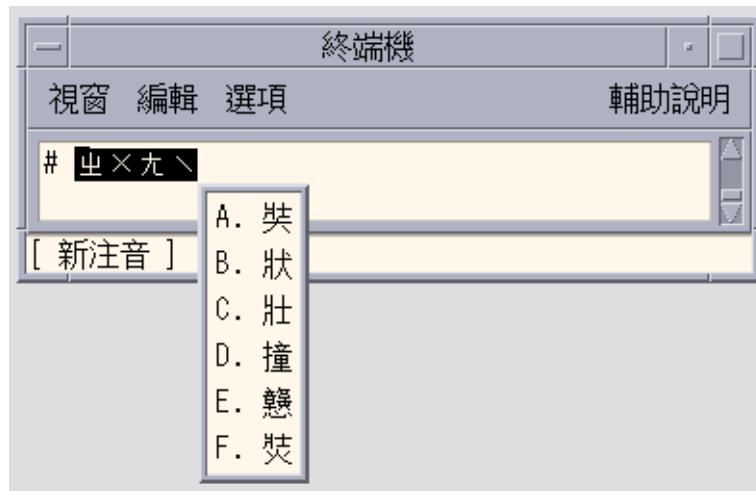 終端機
視窗 編輯 選項 輔助說明
# ㄓㄨㄤˋ
[ 新注音 ]
A. 奘
B. 狀
C. 壯
D. 撞
E. 戇
F. 焋